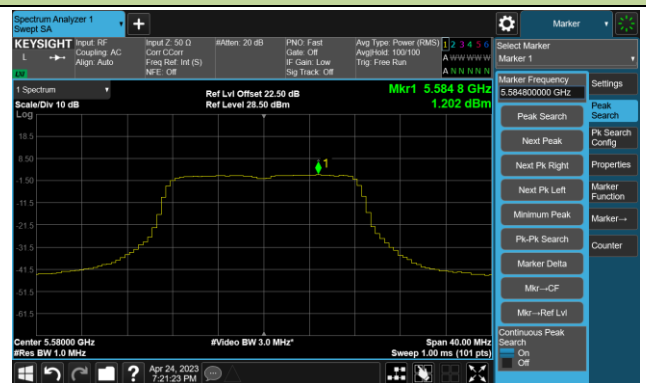 Spectrum Analyzer 1
Swept SA
Marker
KEYSIGHT
L
LW
Input: RF
Coupling: AC
Align: Auto
Input Z: 50 Ω
Corr CCorr
Freq Ref: Int (S)
NFE: Off
#Atten: 20 dB
PNO: Fast
Gate: Off
IF Gain: Low
Sig Track: Off
Avg Type: Power (RMS)
Avg|Hold: 100/100
Trig: Free Run
1 2 3 4 5 6
A W W W W W
A N N N N N
Select Marker
Marker 1
1 Spectrum
Scale/Div 10 dB
Log
Ref Lvl Offset 22.50 dB
Ref Level 28.50 dBm
Mkr1 5.584 8 GHz
1.202 dBm
18.5
8.50
-1.50
-11.5
-21.5
-31.5
-41.5
-51.5
-61.5
1
Center 5.58000 GHz
#Res BW 1.0 MHz
#Video BW 3.0 MHz*
Span 40.00 MHz
Sweep 1.00 ms (101 pts)
Marker Frequency
5.584800000 GHz
Peak Search
Next Peak
Next Pk Right
Next Pk Left
Minimum Peak
Pk-Pk Search
Marker Delta
Mkr→CF
Mkr→Ref Lvl
Continuous Peak
Search
On
Off
Settings
Peak
Search
Pk Search
Config
Properties
Marker
Function
Marker→
Counter
?
Apr 24, 2023
7:21:23 PM